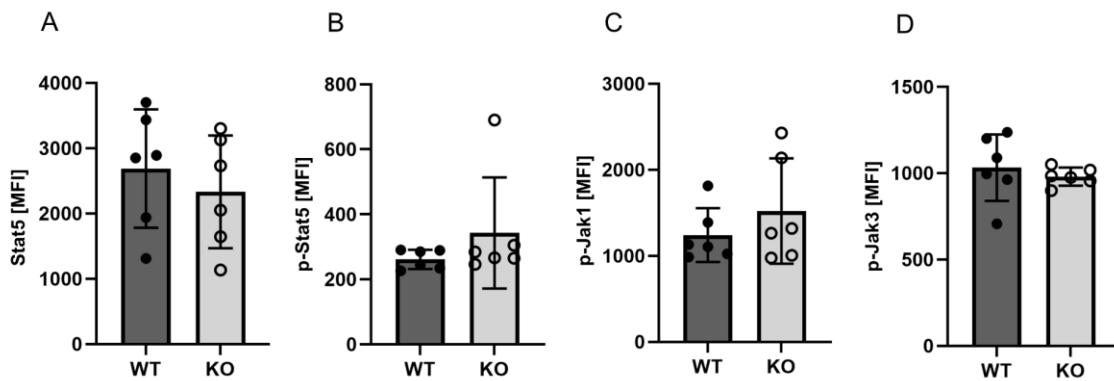 A
Stat5 [MFI]
4000
3000
2000
1000
0
WT
KO
B
p-Stat5 [MFI]
800
600
400
200
0
WT
KO
C
p-Jak1 [MFI]
3000
2000
1000
0
WT
KO
D
p-Jak3 [MFI]
1500
1000
500
0
WT
KO